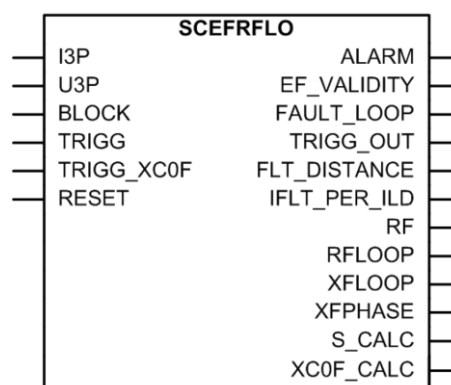 SCEFRFLO
I3P ALARM
U3P EF_VALIDITY
BLOCK FAULT_LOOP
TRIGG TRIGG_OUT
TRIGG_XC0F FLT_DISTANCE
RESET IFLT_PER_ILD
RF
RFLOOP
XFLOOP
XFPHASE
S_CALC
XC0F_CALC